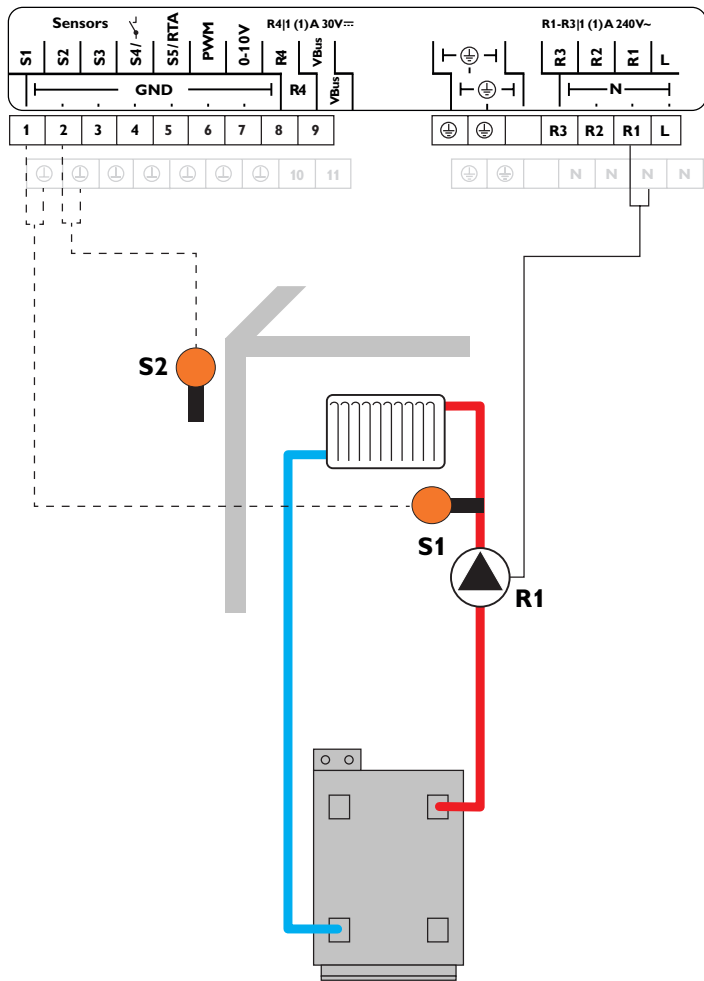 Sensors R4|1 (1) A 30V⎓ R1-R3|1 (1) A 240V~
S1 S2 S3 S4/ S5/RTA PWM 0-10V R4 VBus R3 R2 R1 L
GND R4 VBus N
1 2 3 4 5 6 7 8 9 R3 R2 R1 L
10 11 N N N N
S2
S1
R1